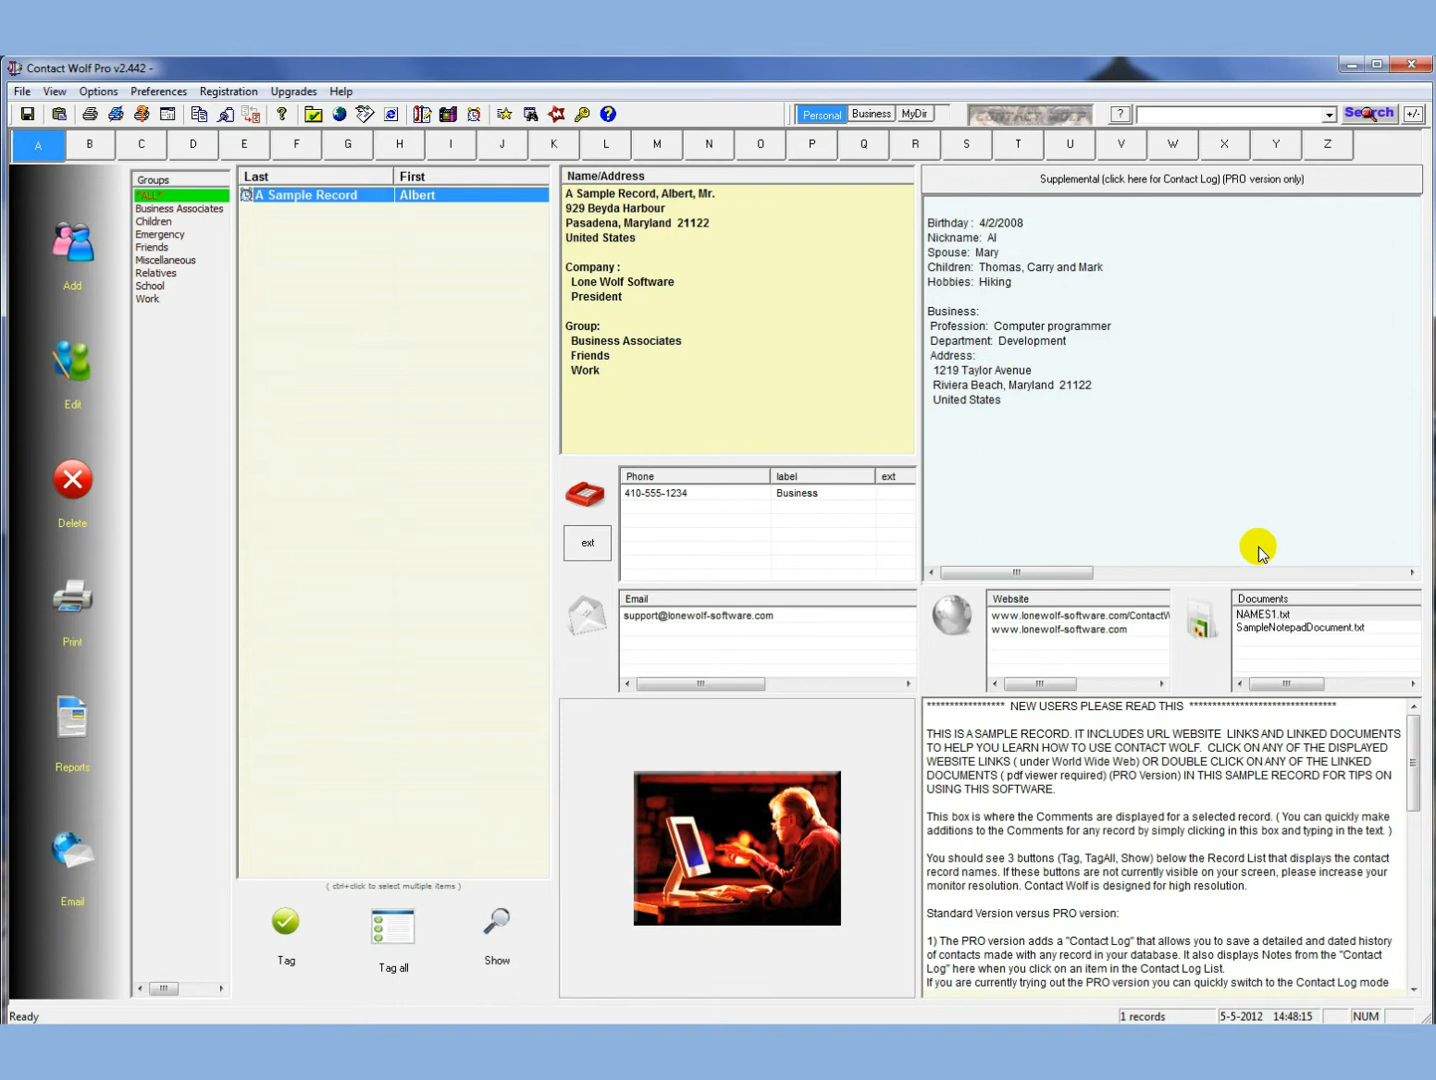 Contact Wolf Pro v2.442 -
File View Options Preferences Registration Upgrades Help
Personal Business MyDir CONTACT WOLF ? Search +/-
A B C D E F G H I J K L M N O P Q R S T U V W X Y Z
Add
Edit
Delete
Print
Reports
Email
Groups
*ALL*
Business Associates
Children
Emergency
Friends
Miscellaneous
Relatives
School
Work
Last First
A Sample Record Albert
( ctrl+click to select multiple items )
Tag
Tag all
Show
Name/Address
A Sample Record, Albert, Mr.
929 Beyda Harbour
Pasadena, Maryland 21122
United States
Company :
Lone Wolf Software
President
Group:
Business Associates
Friends
Work
Phone label ext
410-555-1234 Business
ext
Email
support@lonewolf-software.com
Supplemental (click here for Contact Log) (PRO version only)
Birthday : 4/2/2008
Nickname: Al
Spouse: Mary
Children: Thomas, Carry and Mark
Hobbies: Hiking
Business:
Profession: Computer programmer
Department: Development
Address:
1219 Taylor Avenue
Riviera Beach, Maryland 21122
United States
Website
www.lonewolf-software.com/ContactW
www.lonewolf-software.com
Documents
NAMES1.txt
SampleNotepadDocument.txt
***************** NEW USERS PLEASE READ THIS ********************************
THIS IS A SAMPLE RECORD. IT INCLUDES URL WEBSITE LINKS AND LINKED DOCUMENTS
TO HELP YOU LEARN HOW TO USE CONTACT WOLF. CLICK ON ANY OF THE DISPLAYED
WEBSITE LINKS ( under World Wide Web) OR DOUBLE CLICK ON ANY OF THE LINKED
DOCUMENTS ( pdf viewer required) (PRO Version) IN THIS SAMPLE RECORD FOR TIPS ON
USING THIS SOFTWARE.
This box is where the Comments are displayed for a selected record. ( You can quickly make
additions to the Comments for any record by simply clicking in this box and typing in the text. )
You should see 3 buttons (Tag, TagAll, Show) below the Record List that displays the contact
record names. If these buttons are not currently visible on your screen, please increase your
monitor resolution. Contact Wolf is designed for high resolution.
Standard Version versus PRO version:
1) The PRO version adds a "Contact Log" that allows you to save a detailed and dated history
of contacts made with any record in your database. It also displays Notes from the "Contact
Log" here when you click on an item in the Contact Log List.
If you are currently trying out the PRO version you can quickly switch to the Contact Log mode
Ready 1 records 5-5-2012 14:48:15 NUM